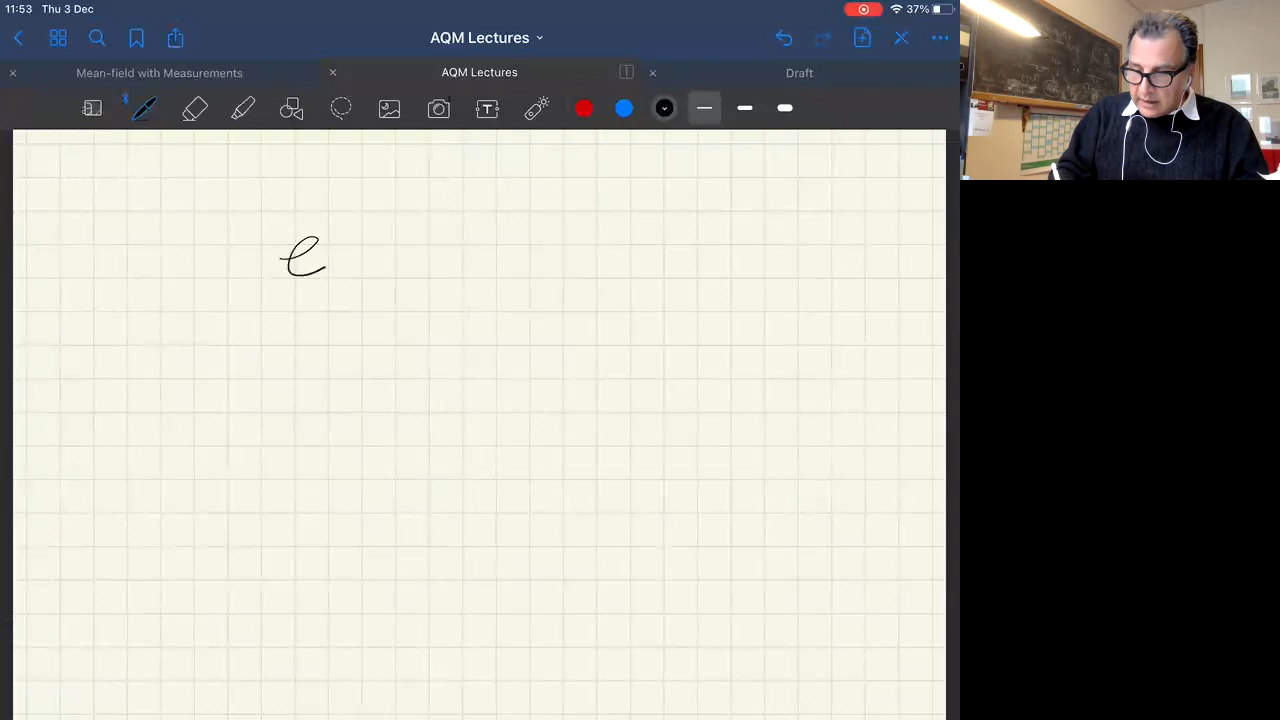 11:53 Thu 3 Dec 37%
AQM Lectures
Mean-field with Measurements AQM Lectures Draft
T
e